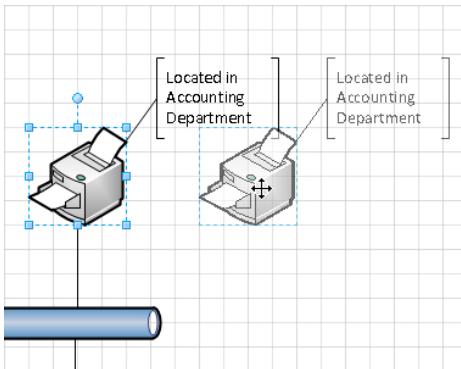 Located in
Accounting
Department
Located in
Accounting
Department